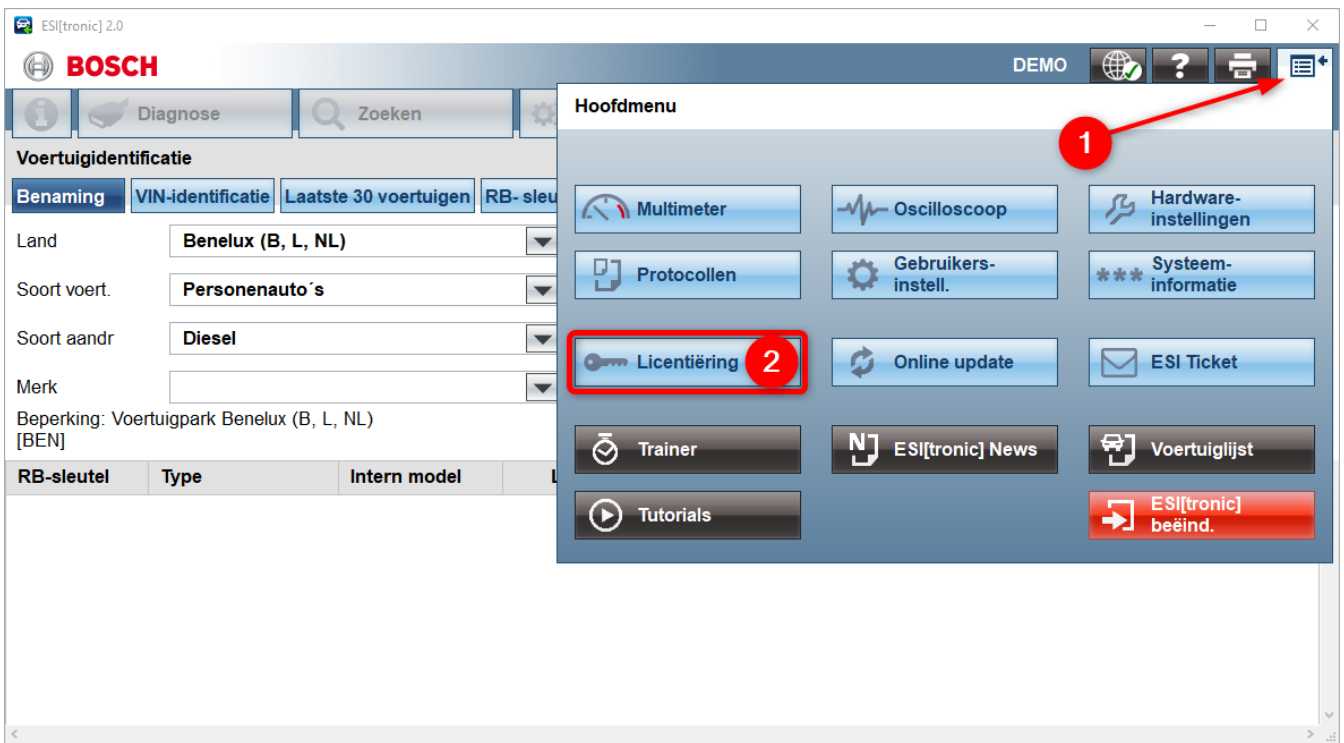 ESI[tronic] 2.0
BOSCH
DEMO
?
Diagnose
Zoeken
Hoofdmenu
1
Voertuigidentificatie
Benaming
VIN-identificatie
Laatste 30 voertuigen
RB- sleu
Land
Benelux (B, L, NL)
Soort voert.
Personenauto´s
Soort aandr
Diesel
Merk
Beperking: Voertuigpark Benelux (B, L, NL)
[BEN]
RB-sleutel
Type
Intern model
Multimeter
Oscilloscoop
Hardware-
instellingen
Protocollen
Gebruikers-
instell.
Systeem-
informatie
Licentiëring
2
Online update
ESI Ticket
Trainer
ESI[tronic] News
Voertuiglijst
Tutorials
ESI[tronic]
beëind.